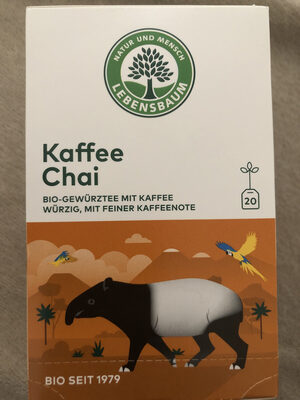 NATUR UND MENSCH
LEBENSBAUM
Kaffee
Chai
BIO-GEWÜRZTEE MIT KAFFEE
WÜRZIG, MIT FEINER KAFFEENOTE
20
BIO SEIT 1979